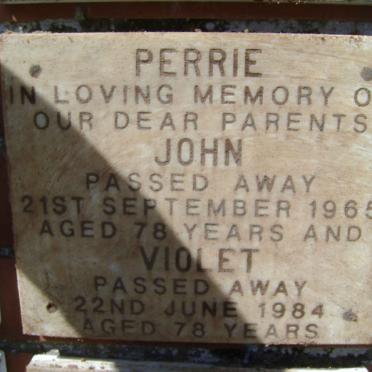 PERRIE
IN LOVING MEMORY O
OUR DEAR PARENTS
JOHN
PASSED AWAY
21ST SEPTEMBER 1965
AGED 78 YEARS AND
VIOLET
PASSED AWAY
22ND JUNE 1984
AGED 78 YEARS